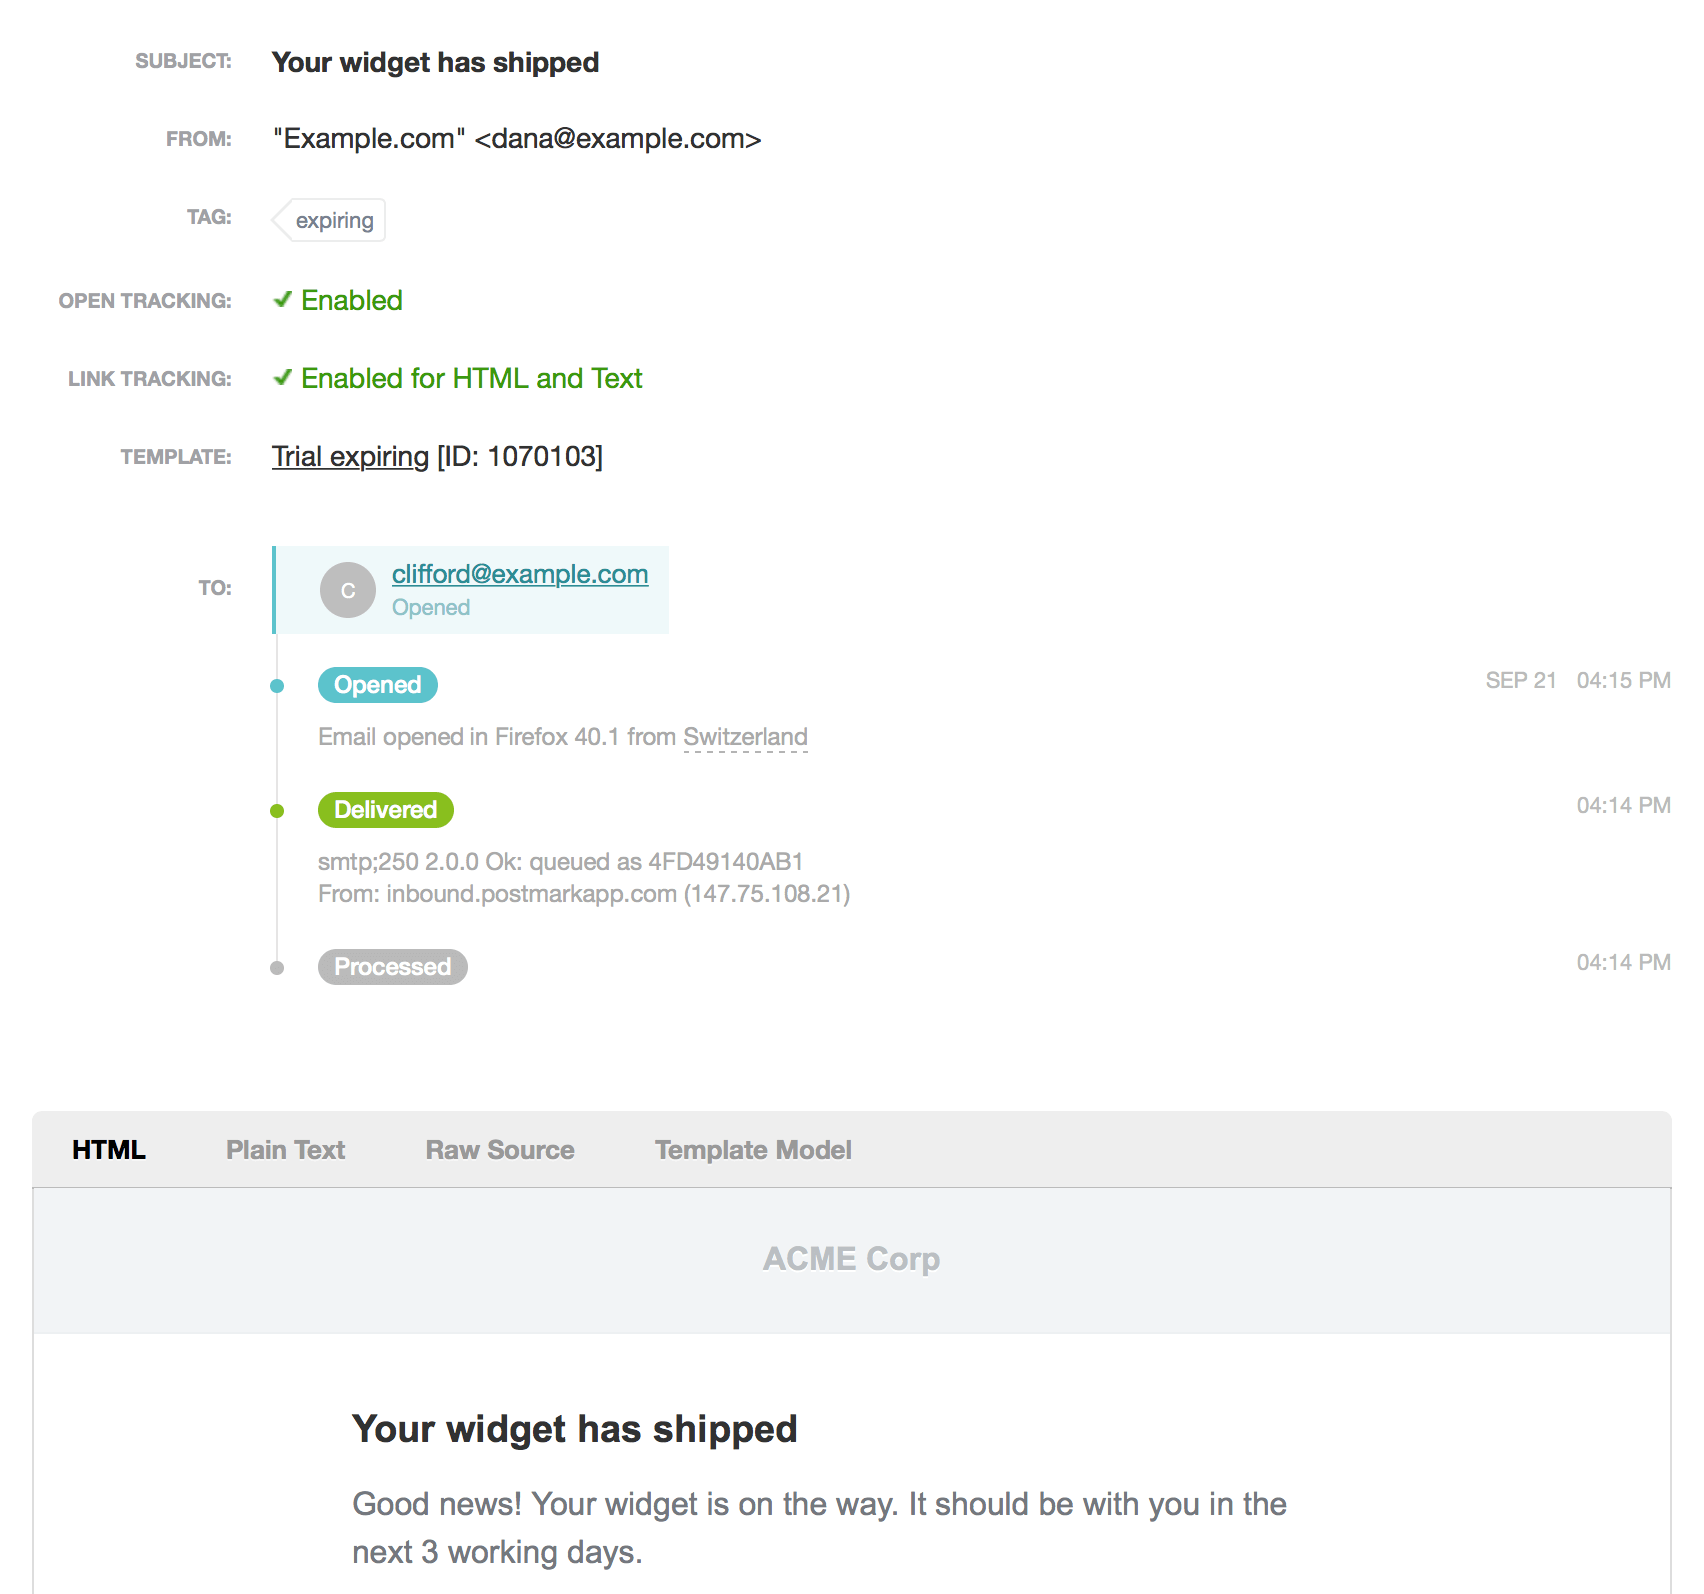 SUBJECT: Your widget has shipped
FROM: "Example.com" <dana@example.com>
TAG: expiring
OPEN TRACKING: ✔ Enabled
LINK TRACKING: ✔ Enabled for HTML and Text
TEMPLATE: Trial expiring [ID: 1070103]
TO: C clifford@example.com
Opened
Opened SEP 21 04:15 PM
Email opened in Firefox 40.1 from Switzerland
Delivered 04:14 PM
smtp;250 2.0.0 Ok: queued as 4FD49140AB1
From: inbound.postmarkapp.com (147.75.108.21)
Processed 04:14 PM
HTML Plain Text Raw Source Template Model
ACME Corp
Your widget has shipped
Good news! Your widget is on the way. It should be with you in the
next 3 working days.